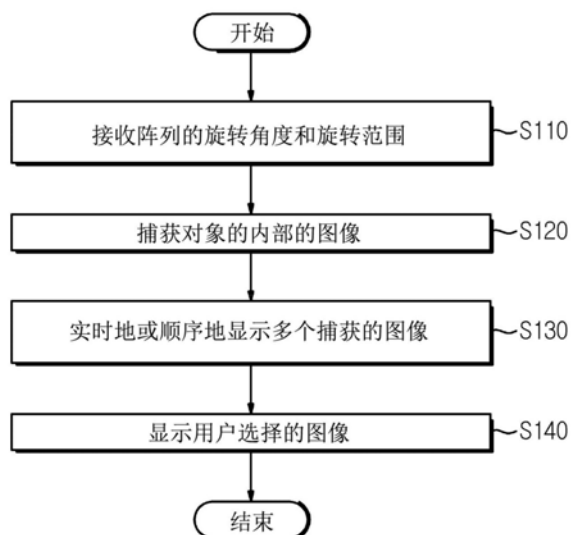 开始
接收阵列的旋转角度和旋转范围 S110
捕获对象的内部的图像 S120
实时地或顺序地显示多个捕获的图像 S130
显示用户选择的图像 S140
结束